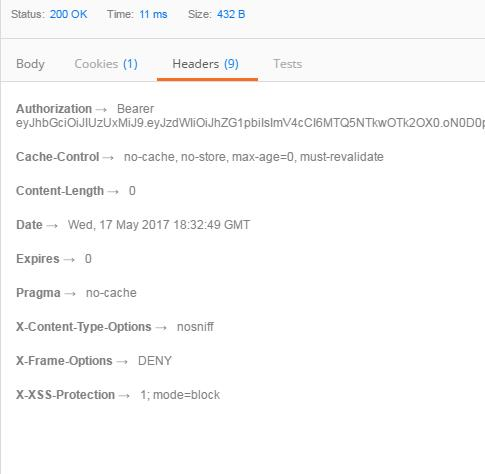 Status: 200 OK Time: 11 ms Size: 432 B
Body Cookies (1) Headers (9) Tests
Authorization → Bearer
eyJhbGciOiJIUzUxMiJ9.eyJzdWIiOiJhZG1pbiIsImV4cCI6MTQ5NTkwOTk2OX0.oN0D0p
Cache-Control → no-cache, no-store, max-age=0, must-revalidate
Content-Length → 0
Date → Wed, 17 May 2017 18:32:49 GMT
Expires → 0
Pragma → no-cache
X-Content-Type-Options → nosniff
X-Frame-Options → DENY
X-XSS-Protection → 1; mode=block